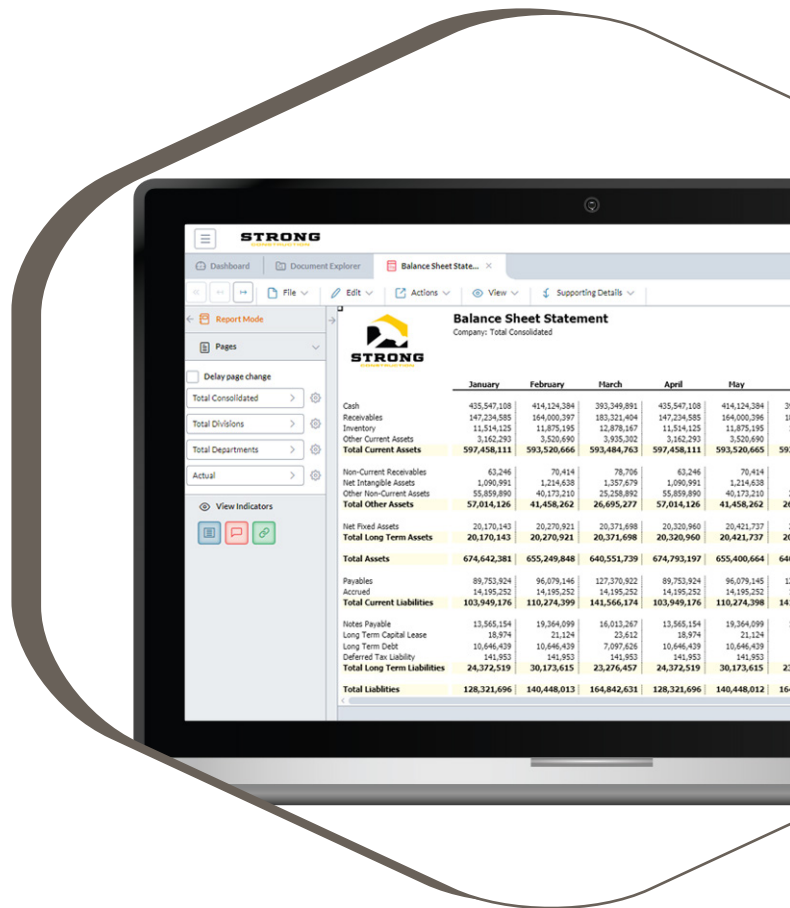 STRONG
CONSTRUCTION
Dashboard Document Explorer Balance Sheet State... ×
File Edit Actions View Supporting Details
Report Mode
Pages
Delay page change
Total Consolidated
Total Divisions
Total Departments
Actual
View Indicators
STRONG
CONSTRUCTION
Balance Sheet Statement
Company: Total Consolidated
January February March April May
Cash 435,547,108 414,124,384 393,349,891 435,547,108 414,124,384
Receivables 147,234,585 164,000,397 183,321,404 147,234,585 164,000,396
Inventory 11,514,125 11,875,195 12,878,167 11,514,125 11,875,195
Other Current Assets 3,162,293 3,520,690 3,935,302 3,162,293 3,520,690
Total Current Assets 597,458,111 593,520,666 593,484,763 597,458,111 593,520,665
Non-Current Receivables 63,246 70,414 78,706 63,246 70,414
Net Intangible Assets 1,090,991 1,214,638 1,357,679 1,090,991 1,214,638
Other Non-Current Assets 55,859,890 40,173,210 25,258,892 55,859,890 40,173,210
Total Other Assets 57,014,126 41,458,262 26,695,277 57,014,126 41,458,262
Net Fixed Assets 20,170,143 20,270,921 20,371,698 20,320,960 20,421,737
Total Long Term Assets 20,170,143 20,270,921 20,371,698 20,320,960 20,421,737
Total Assets 674,642,381 655,249,848 640,551,739 674,793,197 655,400,664
Payables 89,753,924 96,079,146 127,370,922 89,753,924 96,079,145
Accrued 14,195,252 14,195,252 14,195,252 14,195,252 14,195,252
Total Current Liabilities 103,949,176 110,274,399 141,566,174 103,949,176 110,274,398
Notes Payable 13,565,154 19,364,099 16,013,267 13,565,154 19,364,099
Long Term Capital Lease 18,974 21,124 23,612 18,974 21,124
Long Term Debt 10,646,439 10,646,439 7,097,626 10,646,439 10,646,439
Deferred Tax Liability 141,953 141,953 141,953 141,953 141,953
Total Long Term Liabilities 24,372,519 30,173,615 23,276,457 24,372,519 30,173,615
Total Liablities 128,321,696 140,448,013 164,842,631 128,321,696 140,448,012